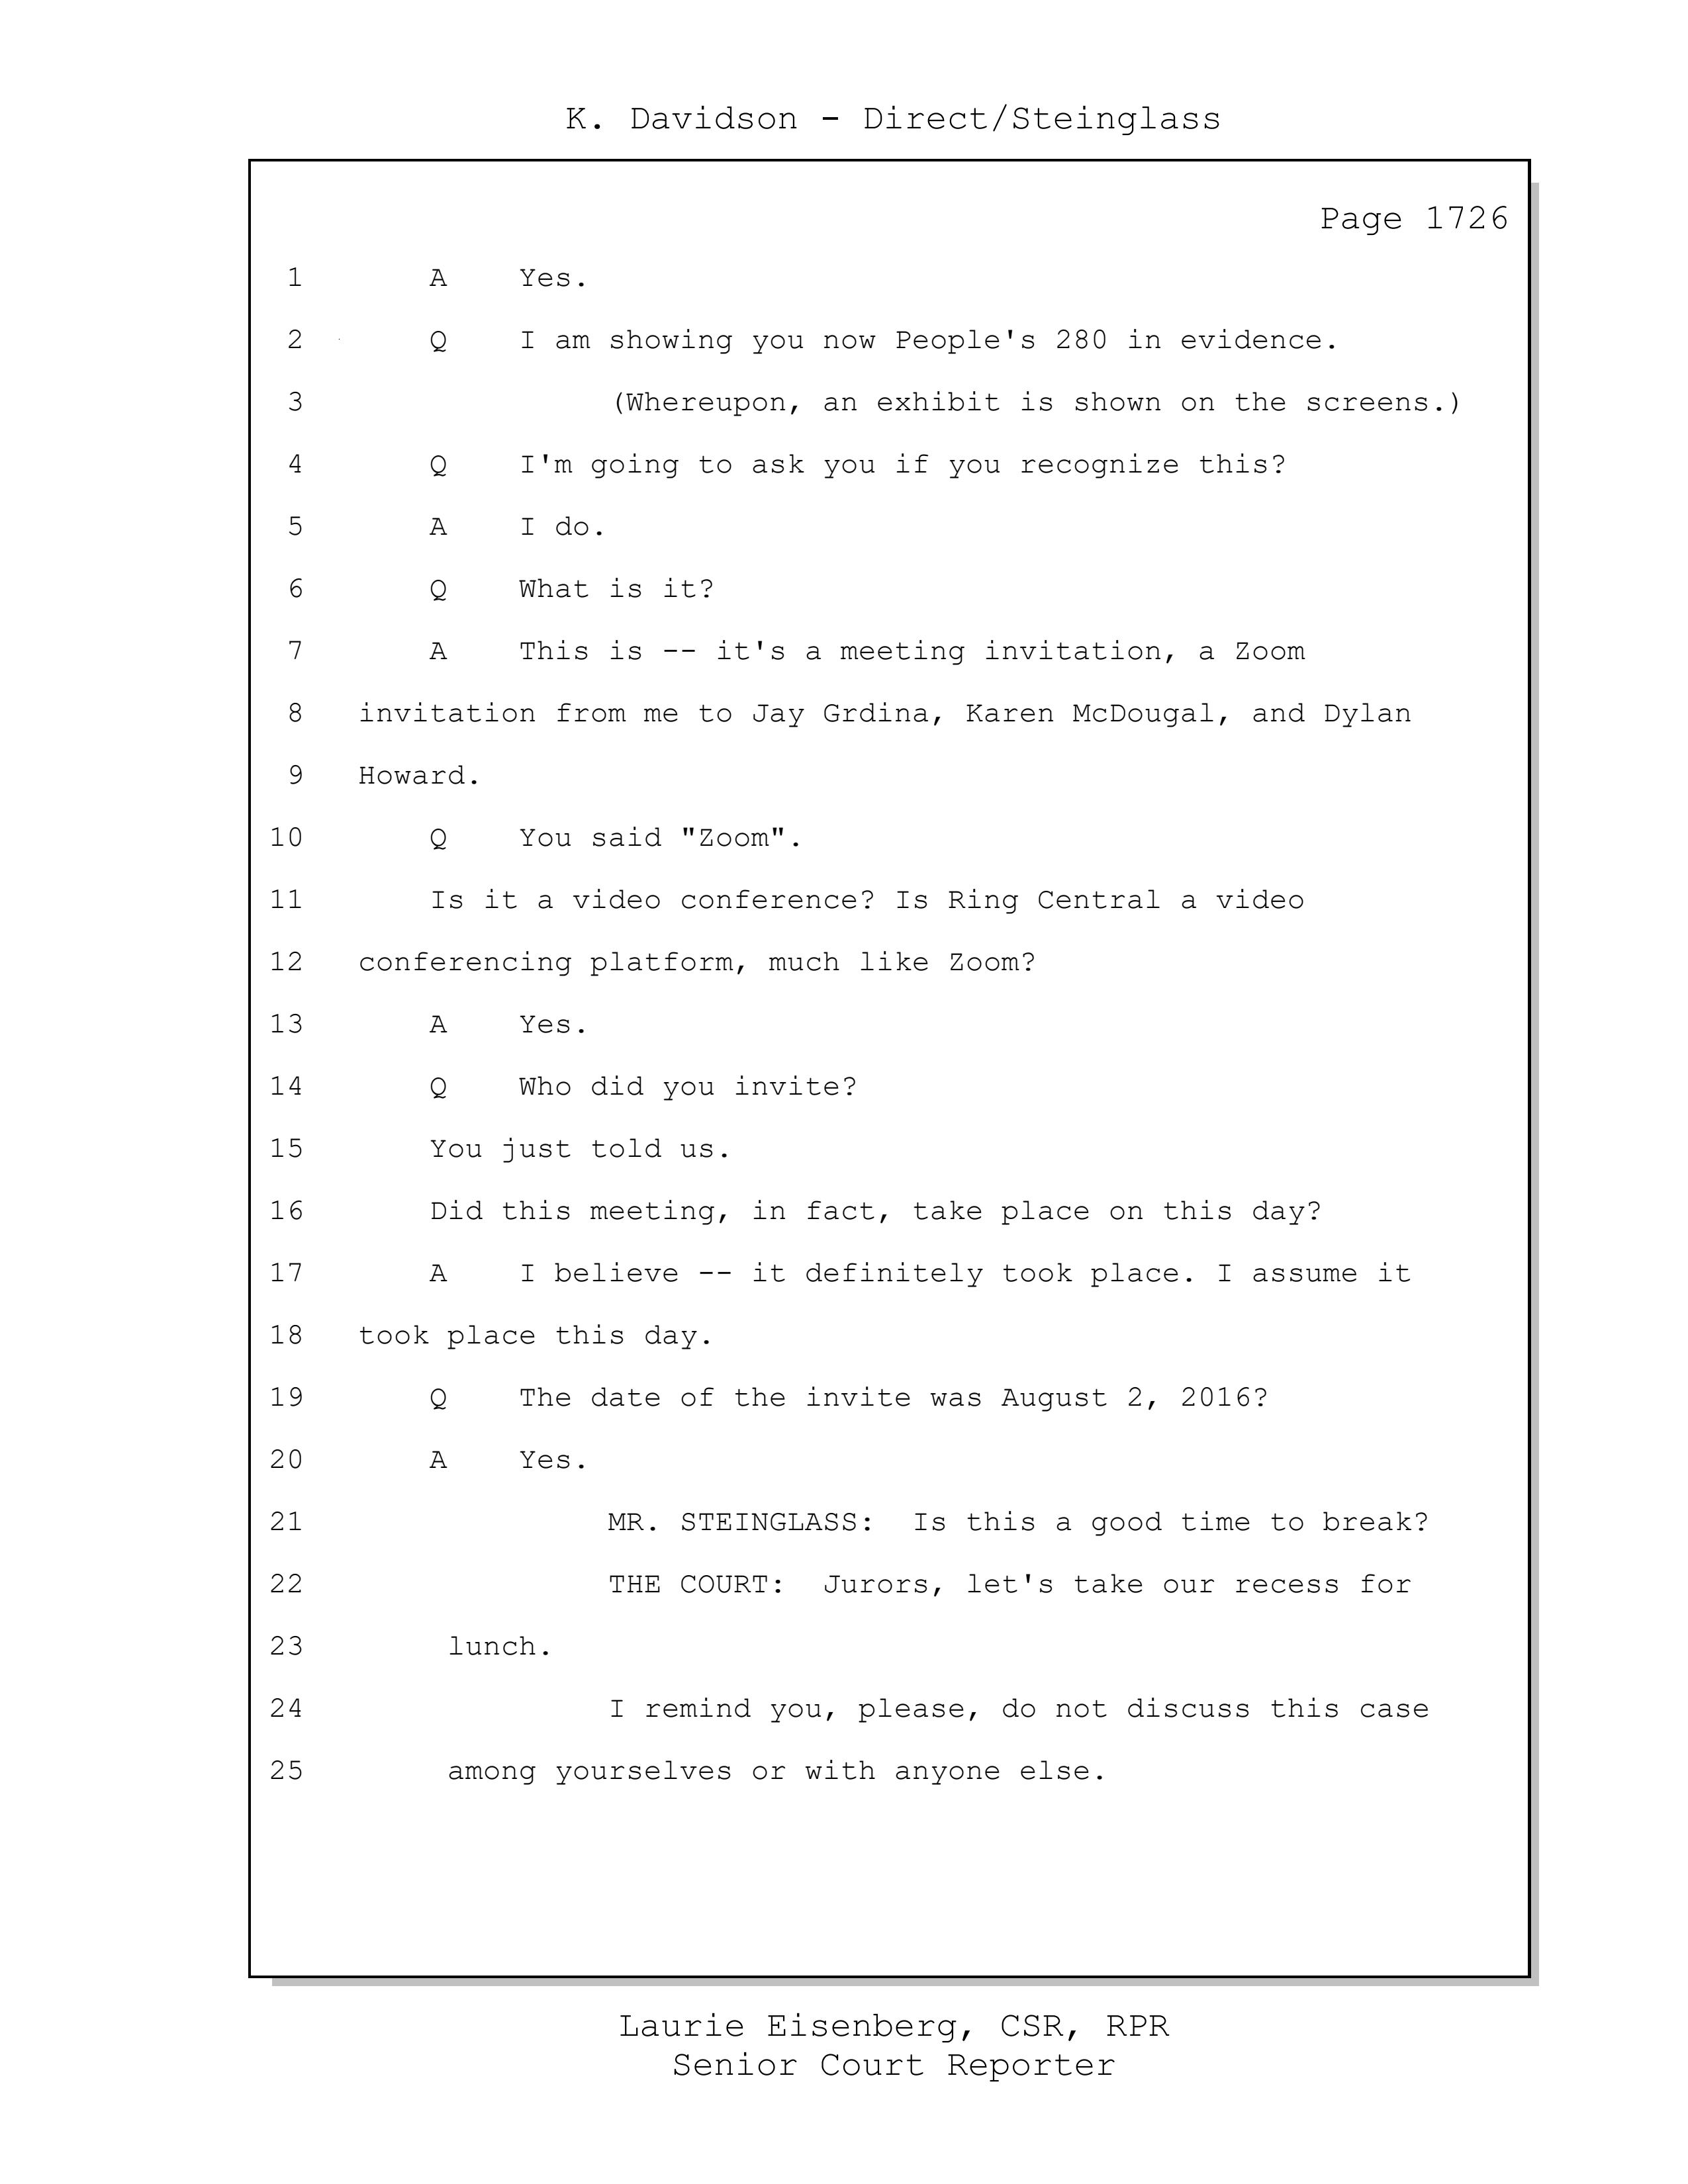 K. Davidson - Direct/Steinglass
Page 1726
1 A Yes.
2 Q I am showing you now People's 280 in evidence.
3 (Whereupon, an exhibit is shown on the screens.)
4 Q I'm going to ask you if you recognize this?
5 A I do.
6 Q What is it?
7 A This is -- it's a meeting invitation, a Zoom
8 invitation from me to Jay Grdina, Karen McDougal, and Dylan
9 Howard.
10 Q You said "Zoom".
11 Is it a video conference? Is Ring Central a video
12 conferencing platform, much like Zoom?
13 A Yes.
14 Q Who did you invite?
15 You just told us.
16 Did this meeting, in fact, take place on this day?
17 A I believe -- it definitely took place. I assume it
18 took place this day.
19 Q The date of the invite was August 2, 2016?
20 A Yes.
21 MR. STEINGLASS: Is this a good time to break?
22 THE COURT: Jurors, let's take our recess for
23 lunch.
24 I remind you, please, do not discuss this case
25 among yourselves or with anyone else.
Laurie Eisenberg, CSR, RPR
Senior Court Reporter